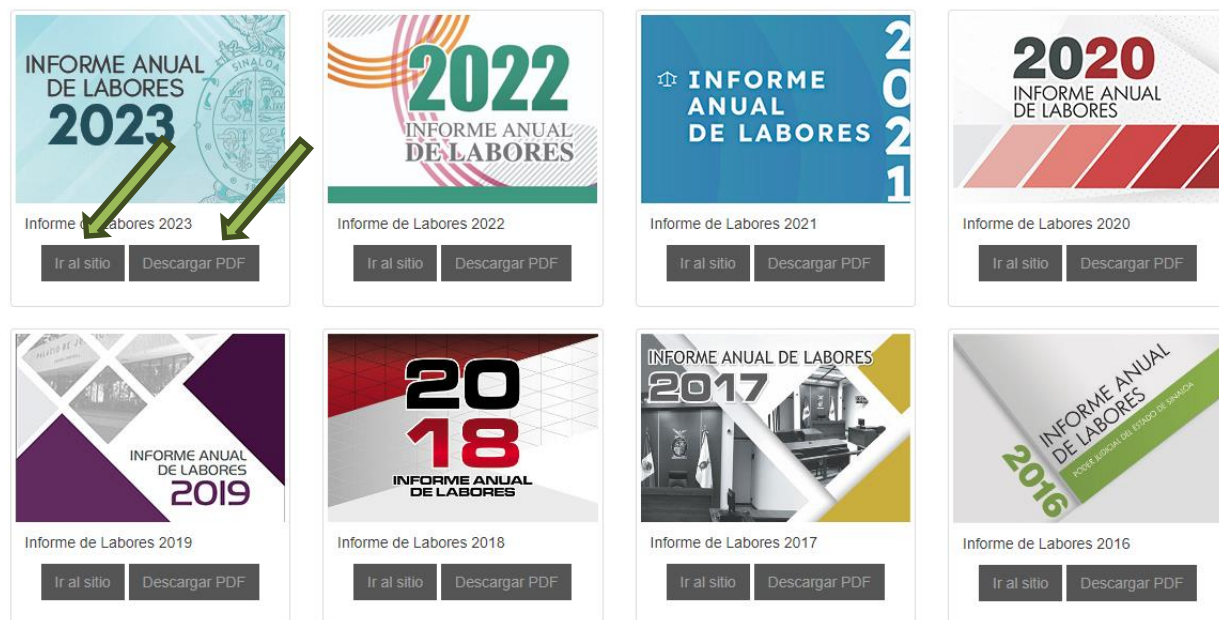 INFORME ANUAL
DE LABORES
2023
SINALOA
Informe de Labores 2023
Ir al sitio
Descargar PDF
2022
INFORME ANUAL
DE LABORES
Informe de Labores 2022
Ir al sitio
Descargar PDF
INFORME
ANUAL
DE LABORES
2021
Informe de Labores 2021
Ir al sitio
Descargar PDF
2020
INFORME ANUAL
DE LABORES
Informe de Labores 2020
Ir al sitio
Descargar PDF
INFORME ANUAL
DE LABORES
2019
Informe de Labores 2019
Ir al sitio
Descargar PDF
20
18
INFORME ANUAL
DE LABORES
Informe de Labores 2018
Ir al sitio
Descargar PDF
INFORME ANUAL DE LABORES
2017
Informe de Labores 2017
Ir al sitio
Descargar PDF
INFORME ANUAL
DE LABORES
PODER JUDICIAL DEL ESTADO DE SINALOA
2016
Informe de Labores 2016
Ir al sitio
Descargar PDF